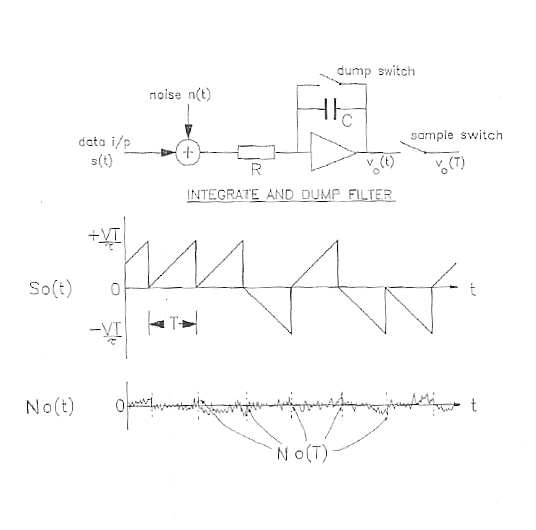 dump switch
noise n(t)
C
data i/p
s(t)
+
R
sample switch
v_o(t)
v_o(T)
INTEGRATE AND DUMP FILTER
+VT/τ
So(t)
0
t
-VT/τ
T
No(t)
0
t
No(T)